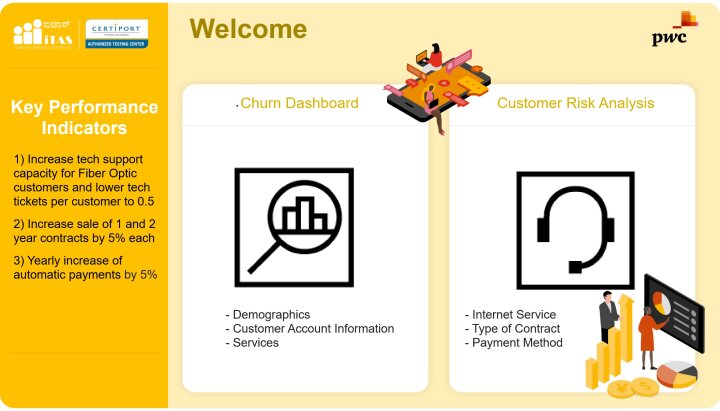 iTAS
CERTIPORT
AUTHORIZED TESTING CENTER
Welcome
pwc
Key Performance
Indicators
1) Increase tech support
capacity for Fiber Optic
customers and lower tech
tickets per customer to 0.5
2) Increase sale of 1 and 2
year contracts by 5% each
3) Yearly increase of
automatic payments by 5%
.Churn Dashboard
- Demographics
- Customer Account Information
- Services
Customer Risk Analysis
- Internet Service
- Type of Contract
- Payment Method